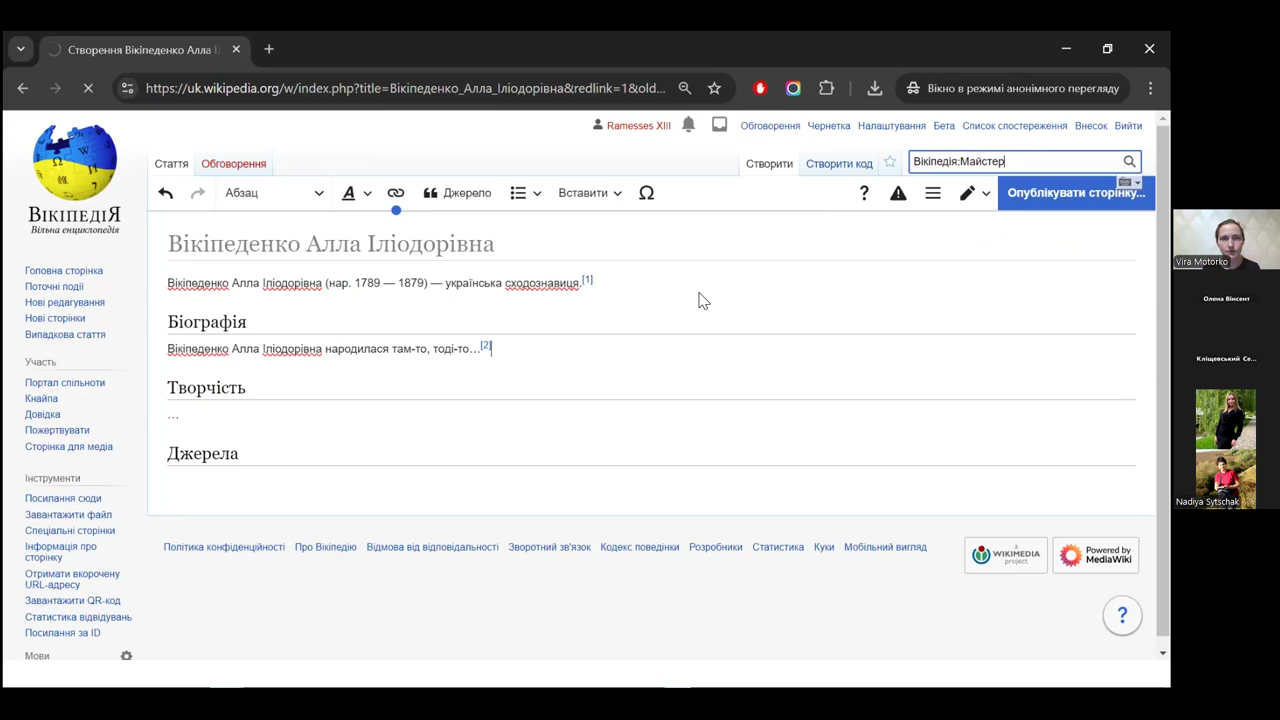 Створення Вікіпеденко Алла І
https://uk.wikipedia.org/w/index.php?title=Вікіпеденко_Алла_Іліодорівна&redlink=1&old...
Вікно в режимі анонімного перегляду
Ramesses XIII
Обговорення Чернетка Налаштування Бета Список спостереження Внесок Вийти
Стаття Обговорення Створити Створити код Вікіпедія:Майстер
Абзац A Джерело Вставити Ω ? Опублікувати сторінку...
ВІКІПЕДІЯ
Вільна енциклопедія
Головна сторінка
Поточні події
Нові редагування
Нові сторінки
Випадкова стаття
Участь
Портал спільноти
Кнайпа
Довідка
Пожертвувати
Сторінка для медіа
Інструменти
Посилання сюди
Завантажити файл
Спеціальні сторінки
Інформація про
сторінку
Отримати вкорочену
URL-адресу
Завантажити QR-код
Статистика відвідувань
Посилання за ID
Мови
Вікіпеденко Алла Іліодорівна
Вікіпеденко Алла Іліодорівна (нар. 1789 — 1879) — українська сходознавиця.[1]
Біографія
Вікіпеденко Алла Іліодорівна народилася там-то, тоді-то…[2]
Творчість
…
Джерела
Політика конфіденційності Про Вікіпедію Відмова від відповідальності Зворотний зв'язок Кодекс поведінки Розробники Статистика Куки Мобільний вигляд
a WIKIMEDIA project
Powered by MediaWiki
?
Vira Motorko
Олена Вінсент
Кліщевський Се...
Nadiya Sytschak